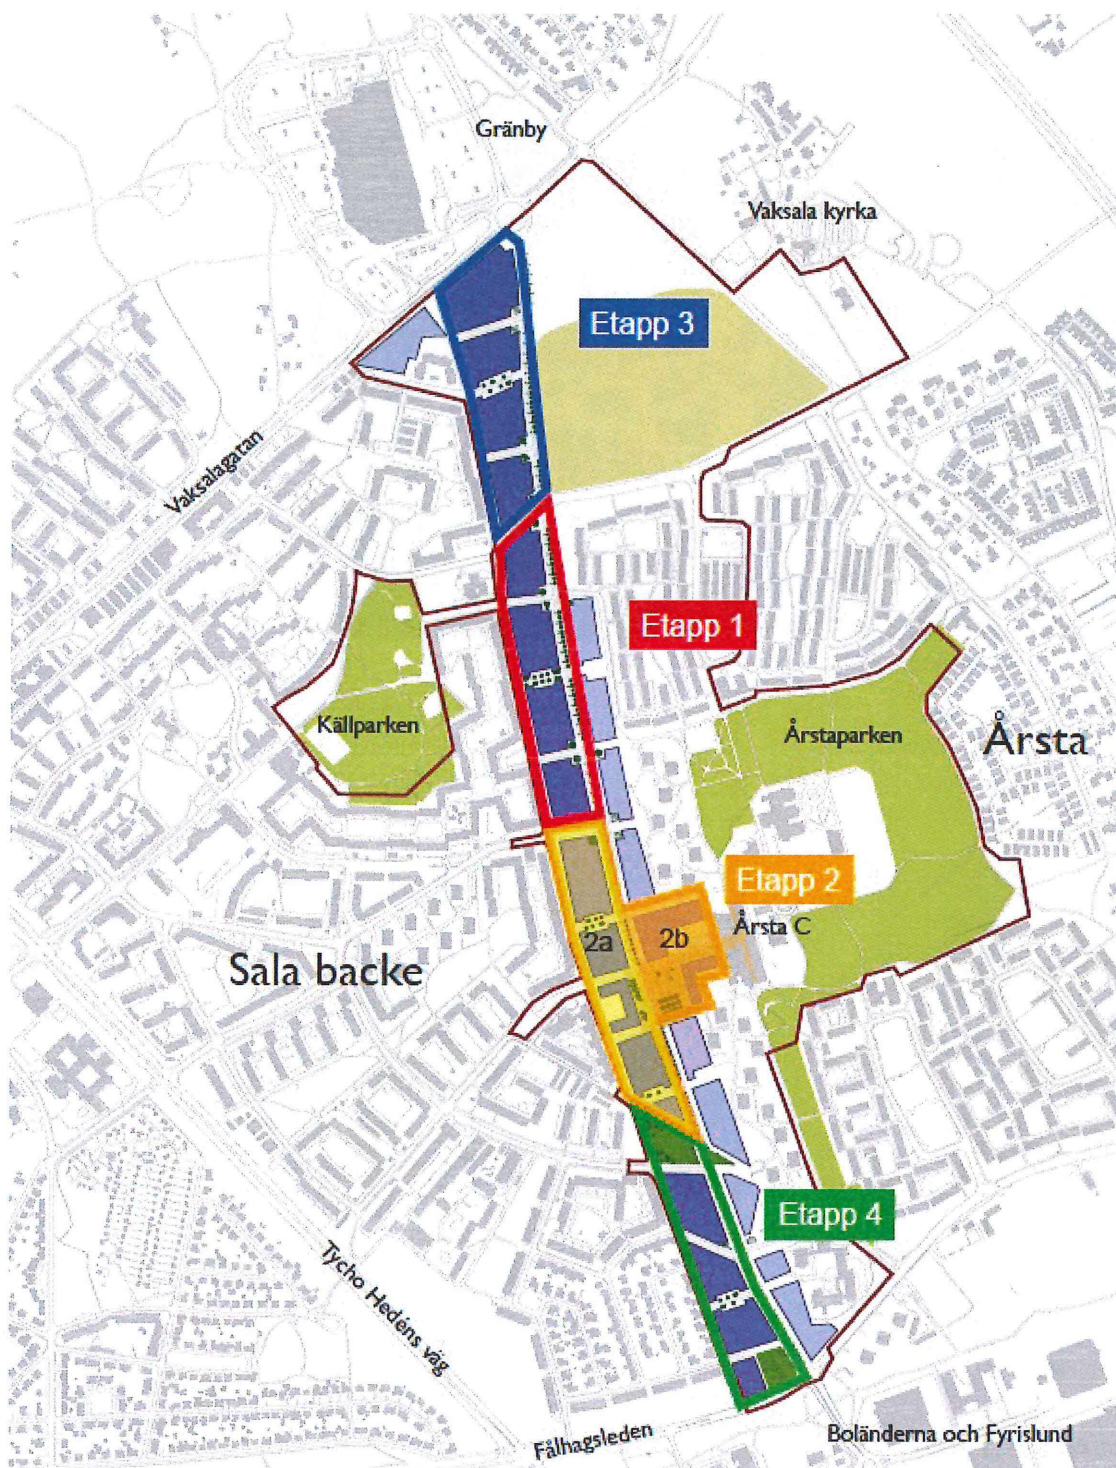 Gränby
Vaksala kyrka
Etapp 3
Vaksalagatan
Etapp 1
Källparken
Årstaparken
Årsta
Etapp 2
Årsta C
2a
2b
Sala backe
Etapp 4
Tycho Hedéns väg
Fålhagsleden
Boländerna och Fyrislund